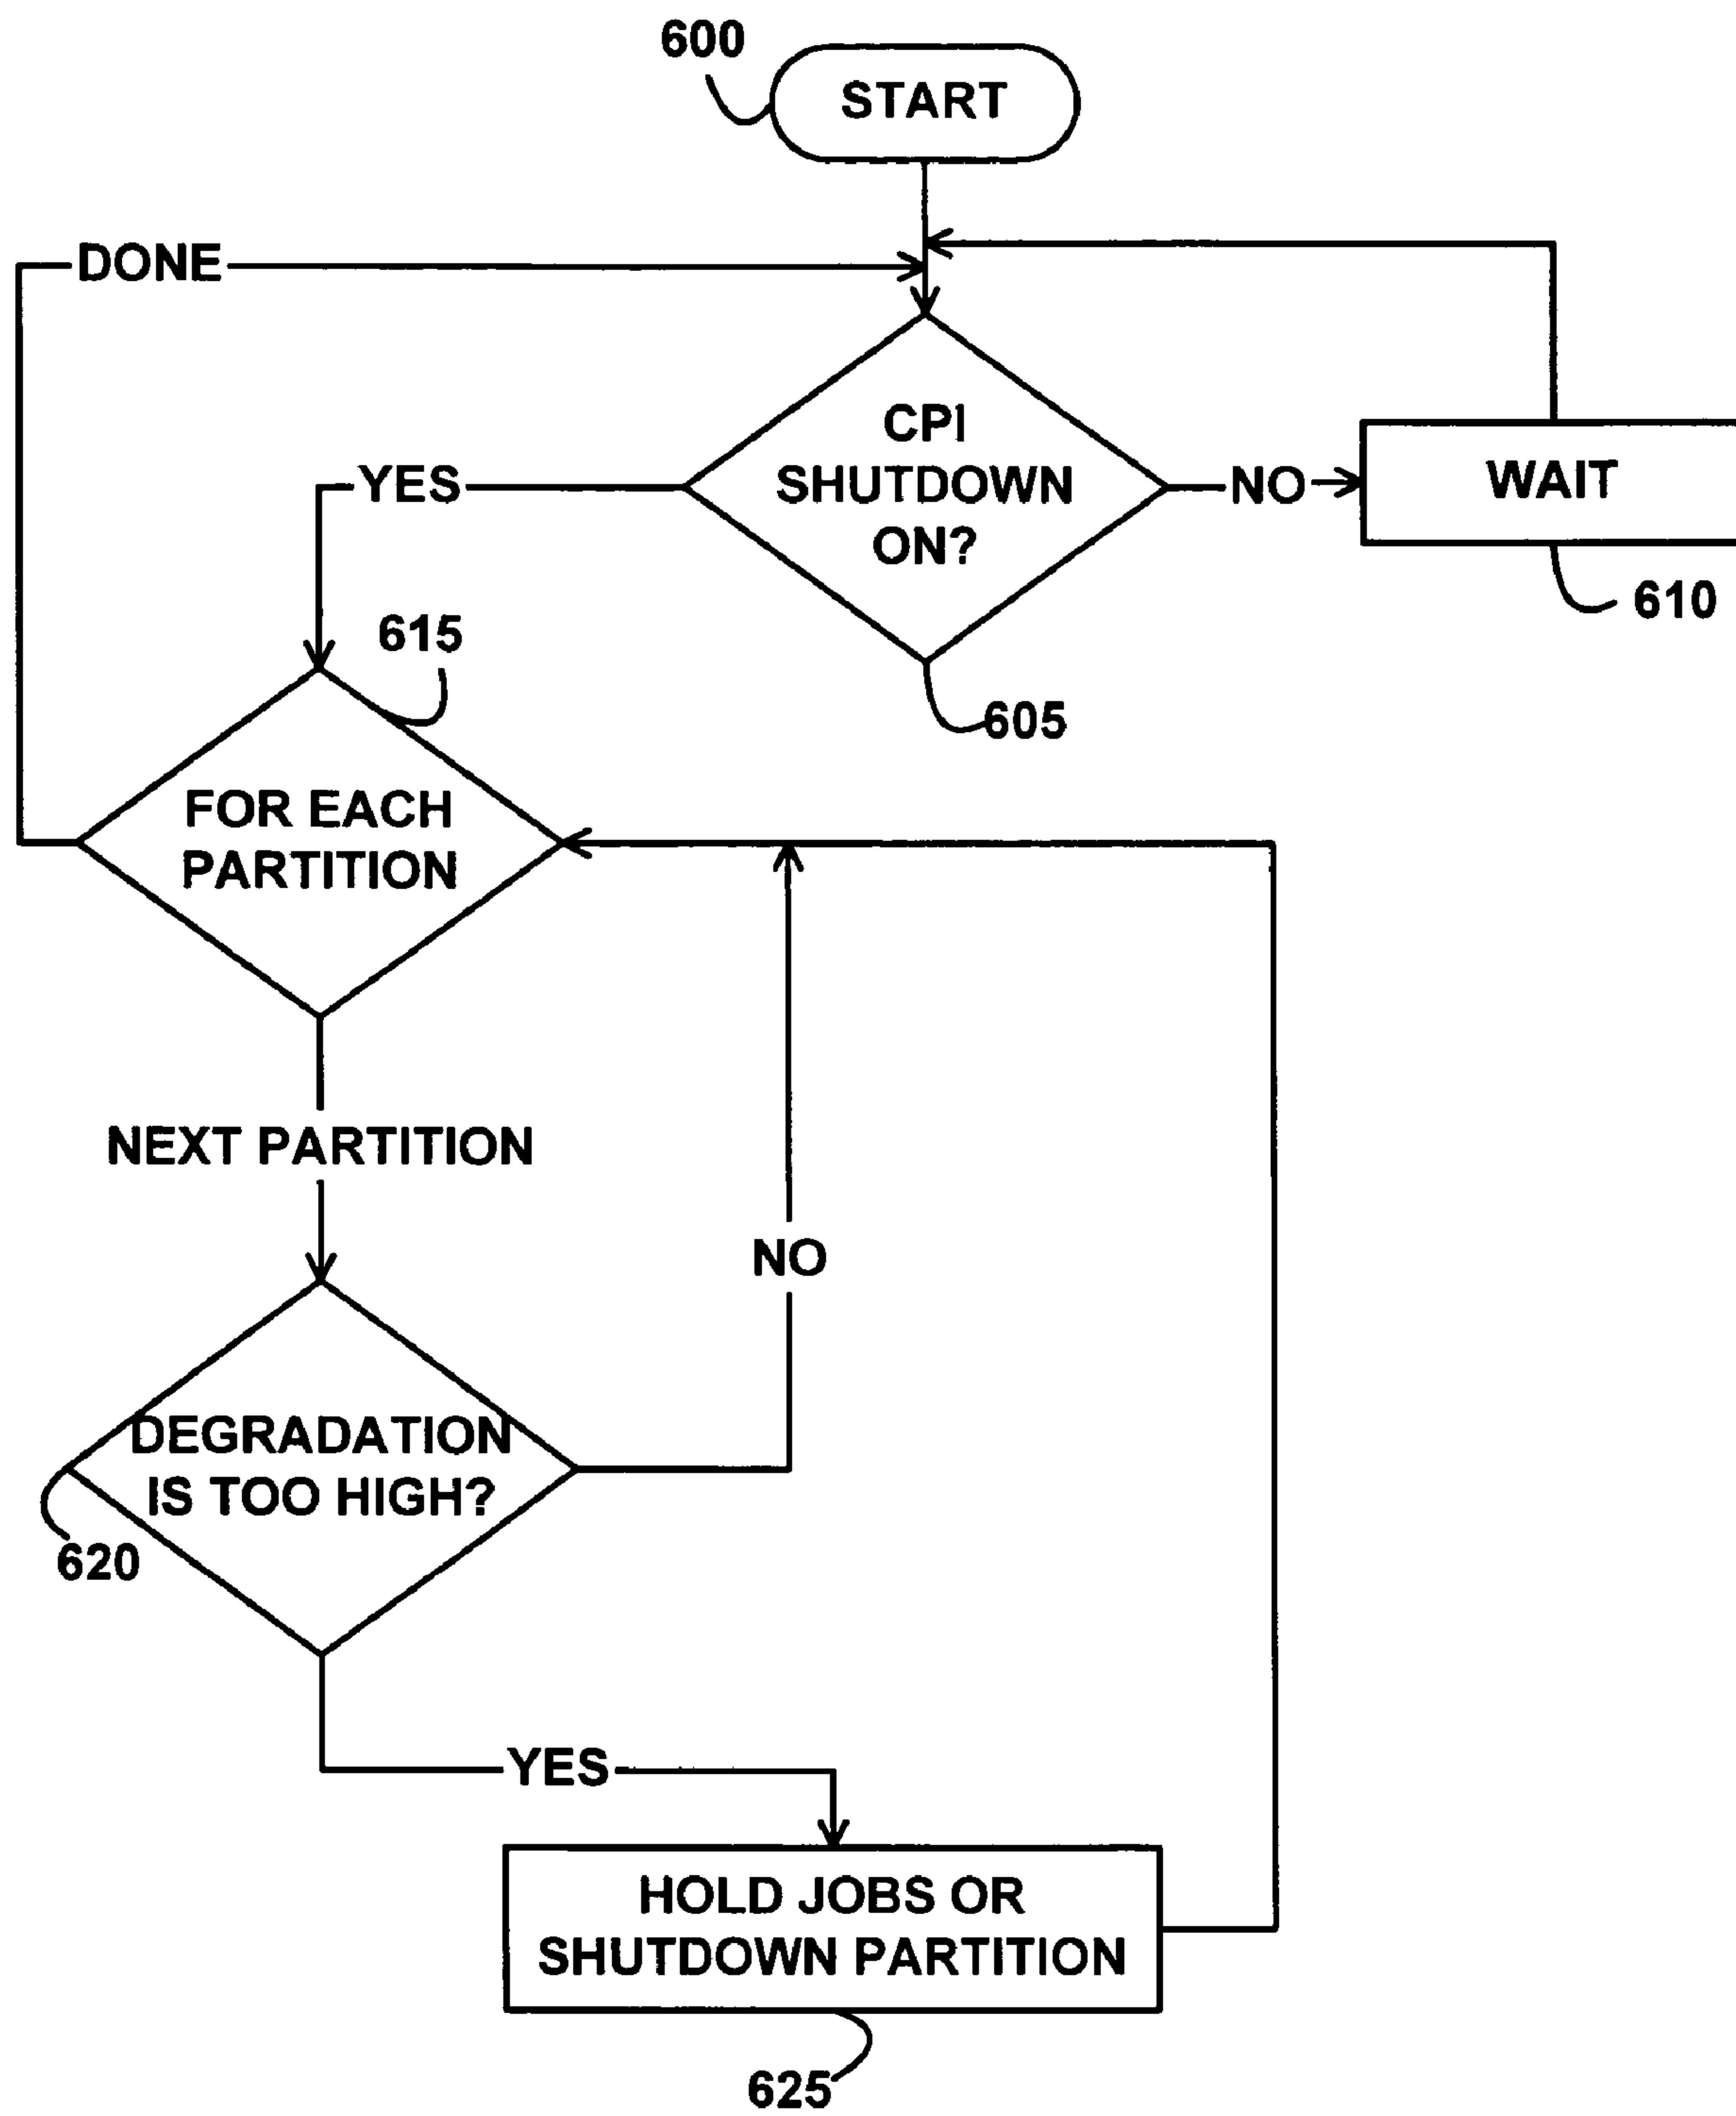 600
START
DONE
CPI
SHUTDOWN
ON?
YES
NO
WAIT
610
615
605
FOR EACH
PARTITION
NEXT PARTITION
NO
DEGRADATION
IS TOO HIGH?
620
YES
HOLD JOBS OR
SHUTDOWN PARTITION
625